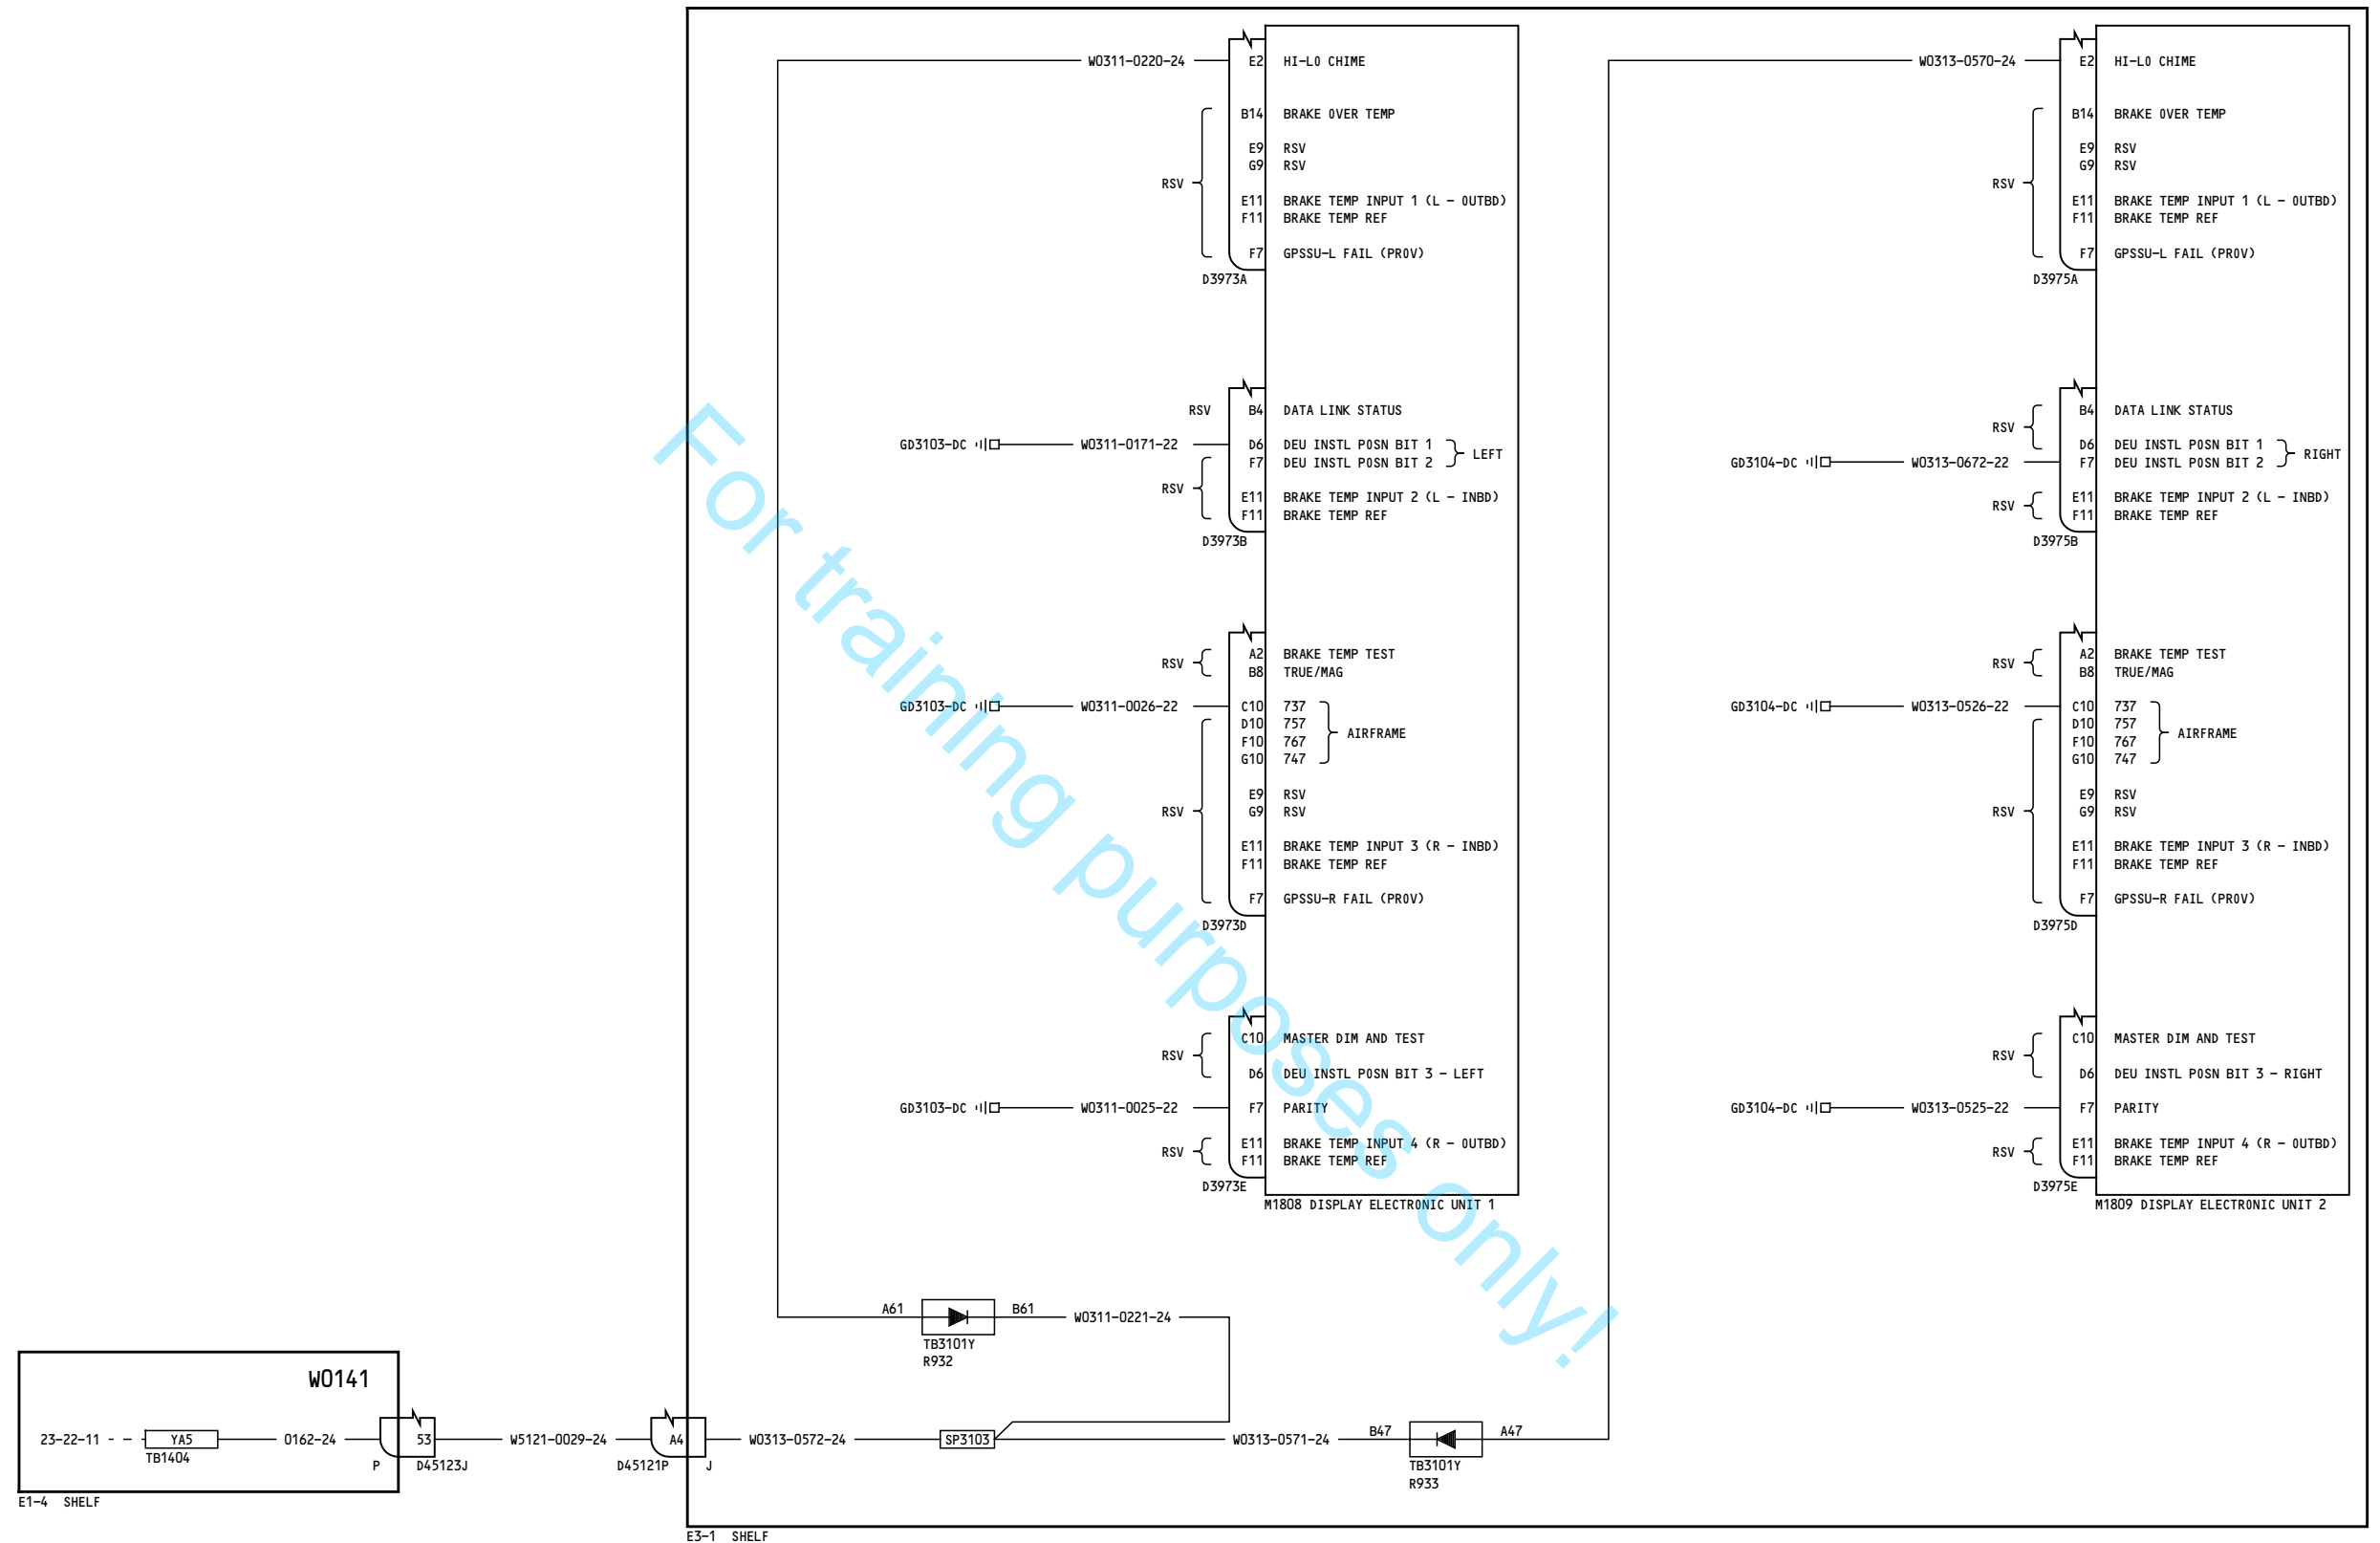 W0311-0220-24
E2 HI-LO CHIME
B14 BRAKE OVER TEMP
E9 RSV
G9 RSV
RSV
E11 BRAKE TEMP INPUT 1 (L - OUTBD)
F11 BRAKE TEMP REF
F7 GPSSU-L FAIL (PROV)
D3973A
RSV B4 DATA LINK STATUS
GD3103-DC W0311-0171-22 D6 DEU INSTL POSN BIT 1
F7 DEU INSTL POSN BIT 2
LEFT
RSV
E11 BRAKE TEMP INPUT 2 (L - INBD)
F11 BRAKE TEMP REF
D3973B
RSV
A2 BRAKE TEMP TEST
B8 TRUE/MAG
GD3103-DC W0311-0026-22 C10 737
D10 757
F10 767
G10 747
AIRFRAME
E9 RSV
G9 RSV
RSV
E11 BRAKE TEMP INPUT 3 (R - INBD)
F11 BRAKE TEMP REF
F7 GPSSU-R FAIL (PROV)
D3973D
C10 MASTER DIM AND TEST
RSV
D6 DEU INSTL POSN BIT 3 - LEFT
GD3103-DC W0311-0025-22 F7 PARITY
RSV
E11 BRAKE TEMP INPUT 4 (R - OUTBD)
F11 BRAKE TEMP REF
D3973E
M1808 DISPLAY ELECTRONIC UNIT 1
W0313-0570-24
E2 HI-LO CHIME
B14 BRAKE OVER TEMP
E9 RSV
G9 RSV
RSV
E11 BRAKE TEMP INPUT 1 (L - OUTBD)
F11 BRAKE TEMP REF
F7 GPSSU-L FAIL (PROV)
D3975A
B4 DATA LINK STATUS
RSV
D6 DEU INSTL POSN BIT 1
GD3104-DC W0313-0672-22 F7 DEU INSTL POSN BIT 2
RIGHT
RSV
E11 BRAKE TEMP INPUT 2 (L - INBD)
F11 BRAKE TEMP REF
D3975B
RSV
A2 BRAKE TEMP TEST
B8 TRUE/MAG
GD3104-DC W0313-0526-22 C10 737
D10 757
F10 767
G10 747
AIRFRAME
E9 RSV
G9 RSV
RSV
E11 BRAKE TEMP INPUT 3 (R - INBD)
F11 BRAKE TEMP REF
F7 GPSSU-R FAIL (PROV)
D3975D
C10 MASTER DIM AND TEST
RSV
D6 DEU INSTL POSN BIT 3 - RIGHT
GD3104-DC W0313-0525-22 F7 PARITY
RSV
E11 BRAKE TEMP INPUT 4 (R - OUTBD)
F11 BRAKE TEMP REF
D3975E
M1809 DISPLAY ELECTRONIC UNIT 2
For training purposes only!
A61 B61 W0311-0221-24
TB3101Y
R932
W0141
23-22-11 YA5 0162-24 53 W5121-0029-24 A4 W0313-0572-24 SP3103 W0313-0571-24 B47 A47
TB1404
P D45123J D45121P J
TB3101Y
R933
E1-4 SHELF
E3-1 SHELF